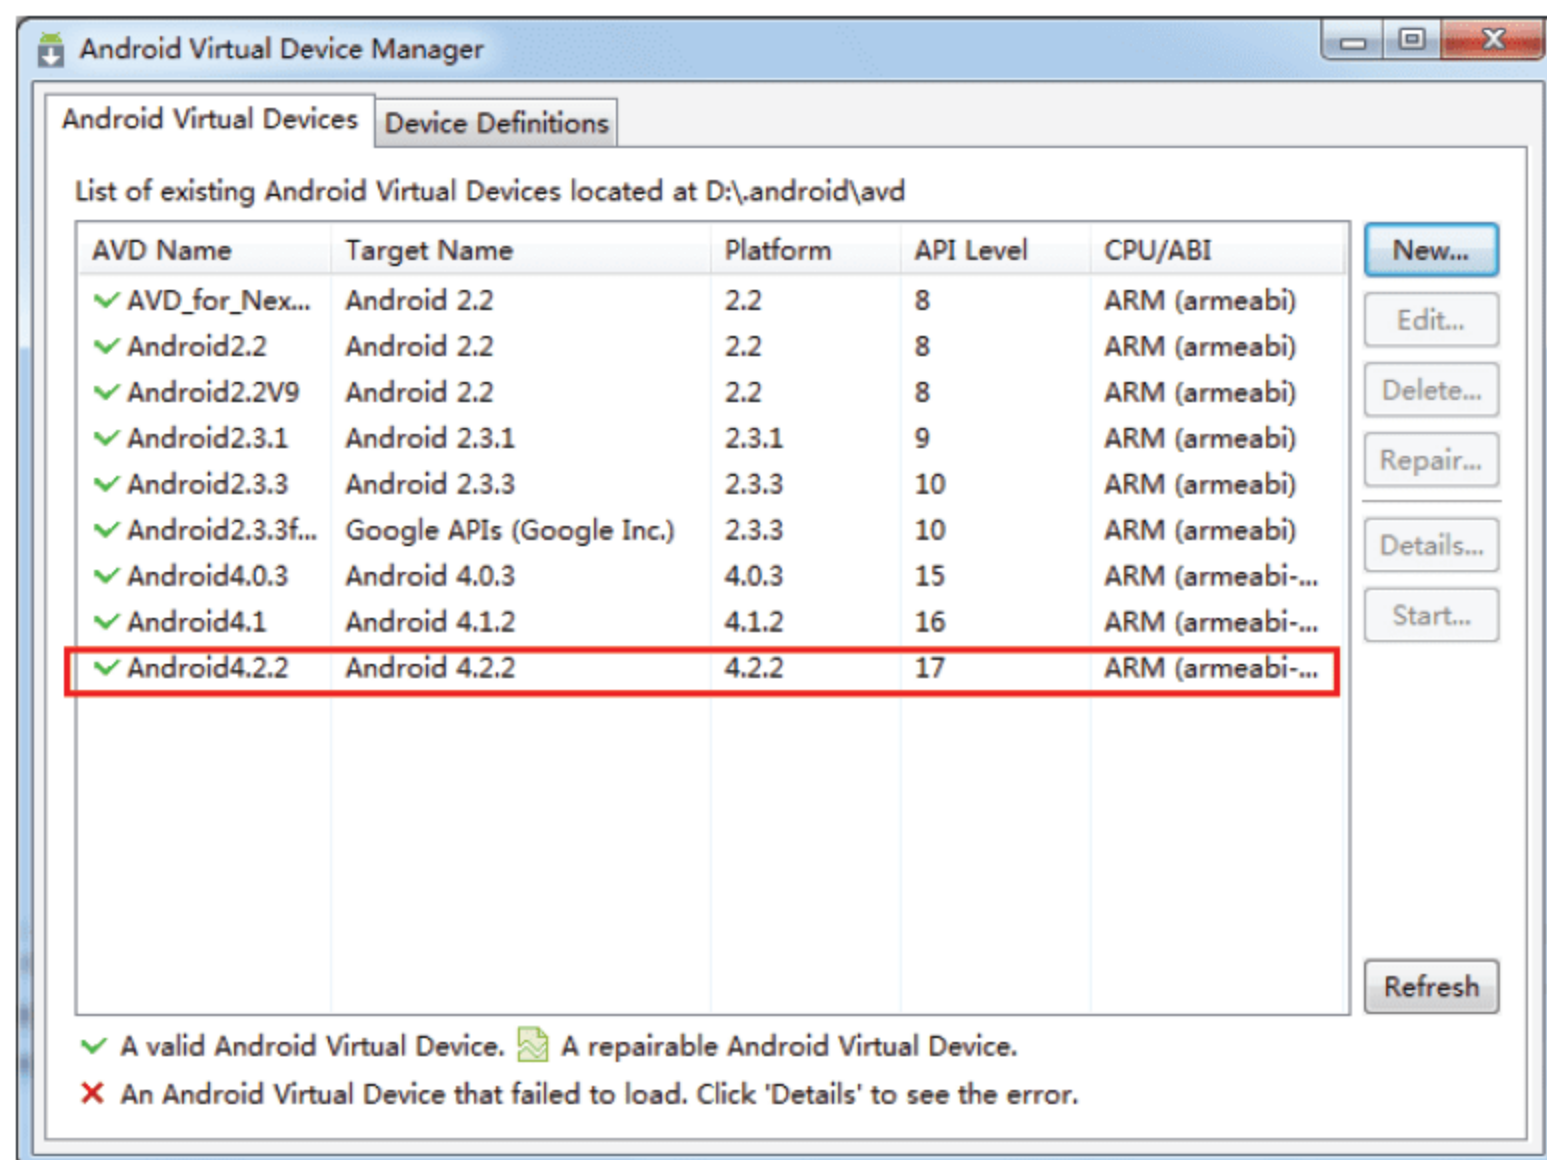 Android Virtual Device Manager
Android Virtual Devices Device Definitions
List of existing Android Virtual Devices located at D:\.android\avd
AVD Name Target Name Platform API Level CPU/ABI
AVD_for_Nex... Android 2.2 2.2 8 ARM (armeabi)
Android2.2 Android 2.2 2.2 8 ARM (armeabi)
Android2.2V9 Android 2.2 2.2 8 ARM (armeabi)
Android2.3.1 Android 2.3.1 2.3.1 9 ARM (armeabi)
Android2.3.3 Android 2.3.3 2.3.3 10 ARM (armeabi)
Android2.3.3f... Google APIs (Google Inc.) 2.3.3 10 ARM (armeabi)
Android4.0.3 Android 4.0.3 4.0.3 15 ARM (armeabi-...
Android4.1 Android 4.1.2 4.1.2 16 ARM (armeabi-...
Android4.2.2 Android 4.2.2 4.2.2 17 ARM (armeabi-...
New...
Edit...
Delete...
Repair...
Details...
Start...
Refresh
A valid Android Virtual Device. A repairable Android Virtual Device.
An Android Virtual Device that failed to load. Click 'Details' to see the error.